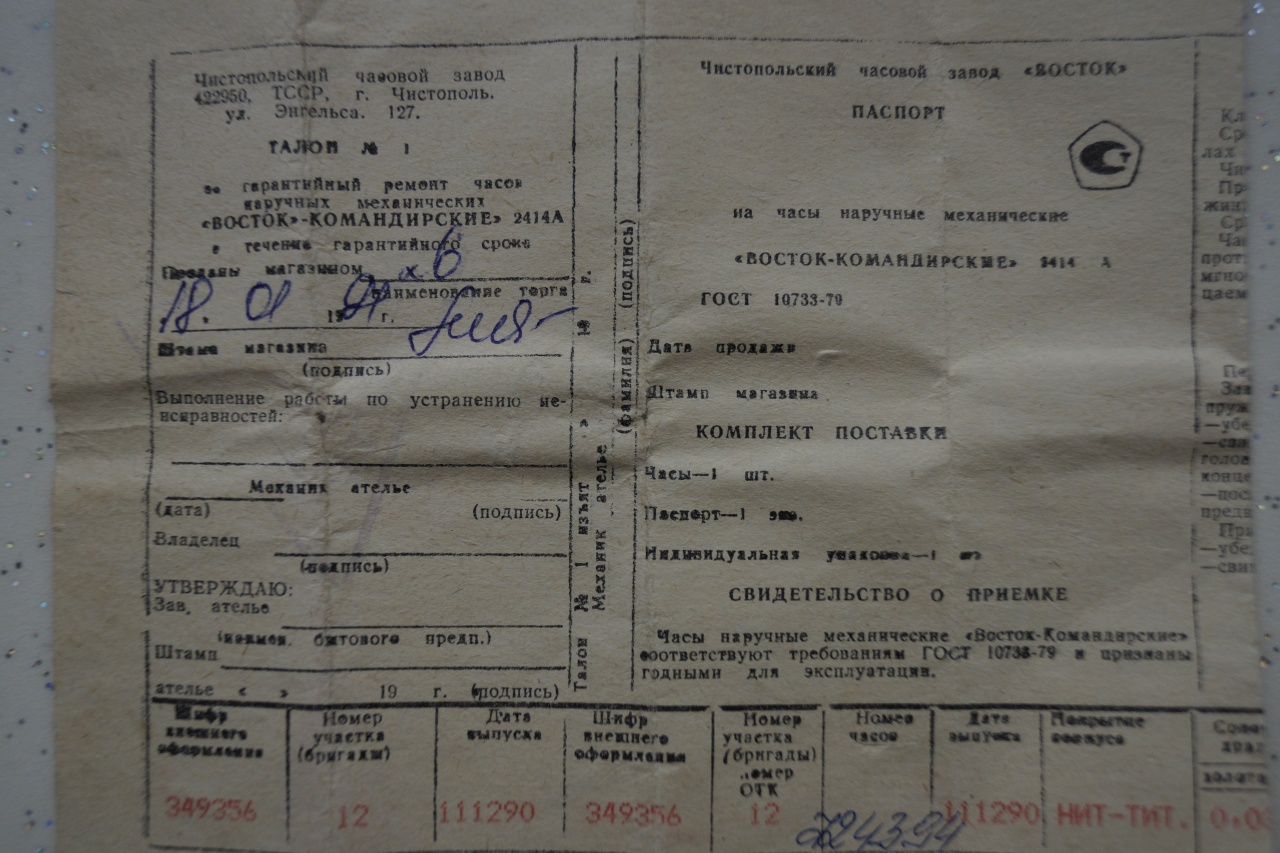 Чистопольский часовой завод
422950, ТССР, г. Чистополь.
ул. Энгельса. 127.
ТАЛОН № 1
на гарантийный ремонт часов
наручных механических
«ВОСТОК»-КОМАНДИРСКИЕ» 2414А
в течение гарантийного срока
Проданы магазином х6
наименование торга
18. 01 1991 г.
Штамп магазина
(подпись)
Выполнение работы по устранению не-
исправностей:
Механик ателье
(дата) (подпись)
Владелец
(подпись)
УТВЕРЖДАЮ:
Зав. ателье
(наимен. бытового предп.)
Штамп
ателье « » 19 г. (подпись)
Талон № 1 изъят « » 19 г.
Механик ателье (фамилия) (подпись)
Чистопольский часовой завод «ВОСТОК»
ПАСПОРТ
на часы наручные механические
«ВОСТОК-КОМАНДИРСКИЕ» 2414 А
ГОСТ 10733-79
Дата продажи
Штамп магазина
КОМПЛЕКТ ПОСТАВКИ
Часы—1 шт.
Паспорт—1 экз.
Индивидуальная упаковка—1 шт
СВИДЕТЕЛЬСТВО О ПРИЕМКЕ
Часы наручные механические «Восток-Командирские»
соответствуют требованиям ГОСТ 10733-79 и признаны
годными для эксплуатации.
Шифр внешнего оформления
Номер участка (бригады)
Дата выпуска
Шифр внешнего оформления
Номер участка (бригады) номер ОТК
Номер часов
Дата выпуска
Покрытие корпуса
349356 12 111290 349356 12 724394 111290 НИТ-ТИТ.